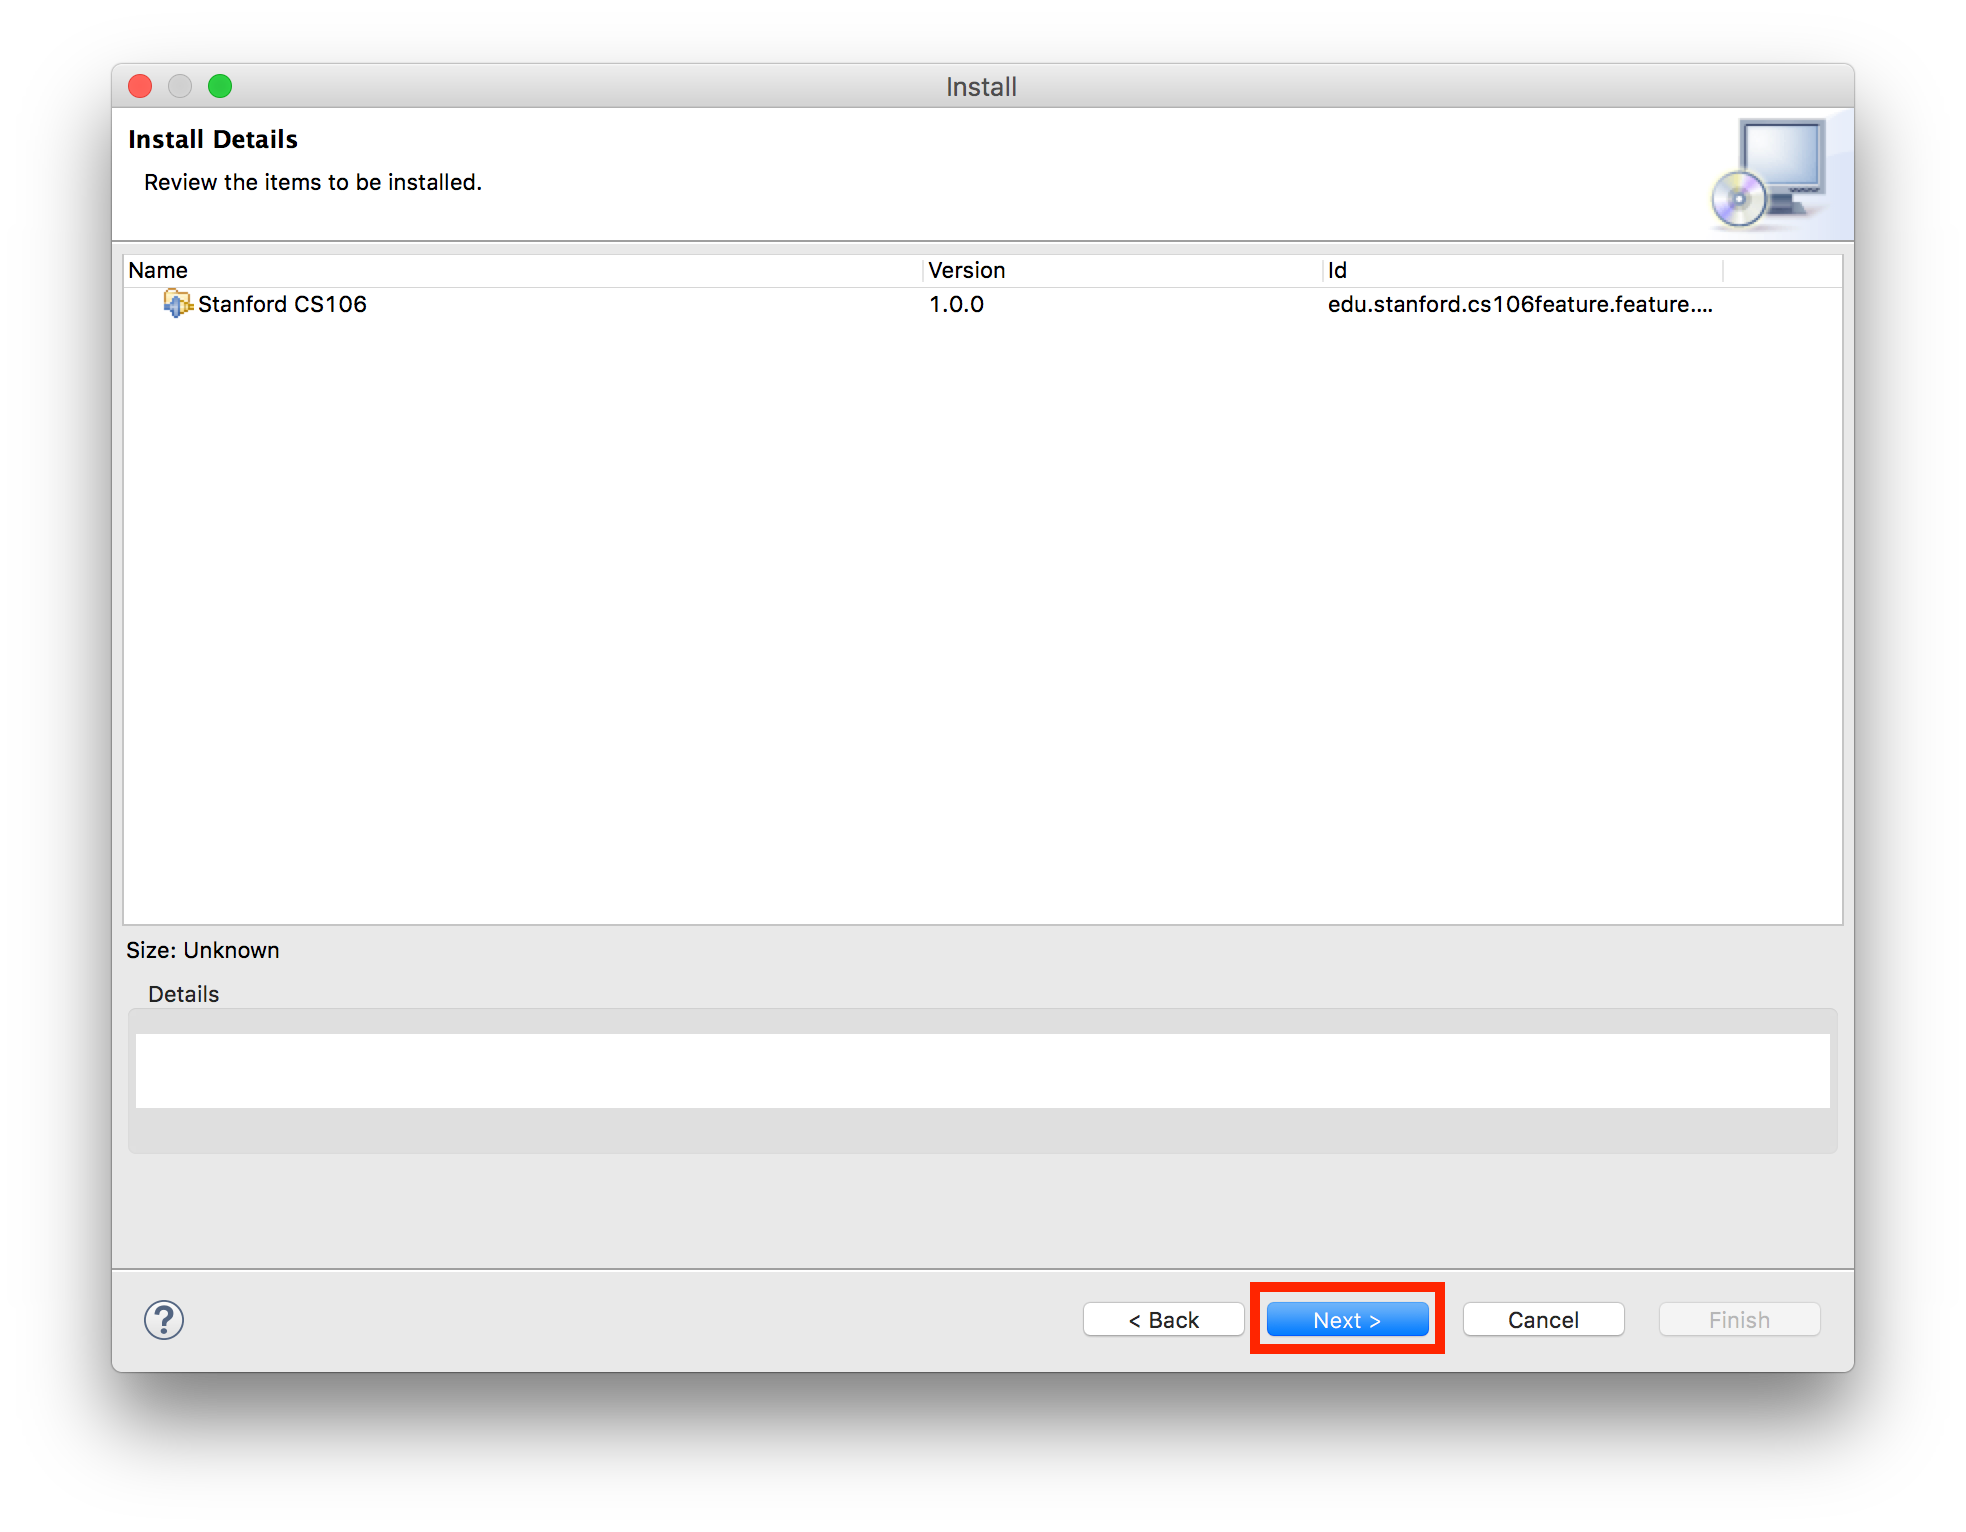 Install
Install Details
Review the items to be installed.
Name Version Id
Stanford CS106 1.0.0 edu.stanford.cs106feature.feature....
Size: Unknown
Details
? < Back Next > Cancel Finish